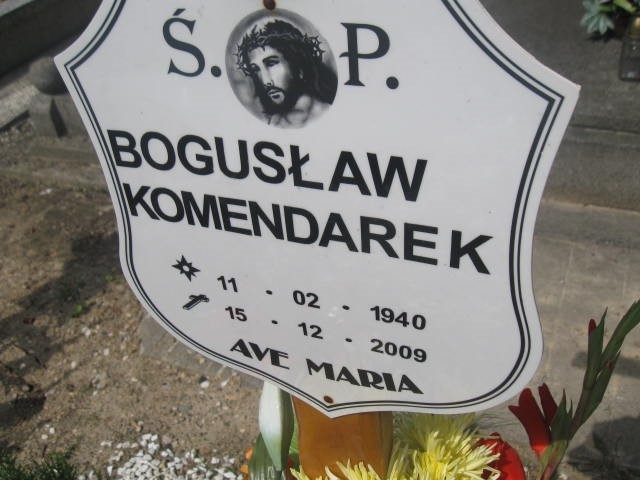 Ś. P.
BOGUSŁAW
KOMENDAREK
11 - 02 - 1940
15 - 12 - 2009
AVE MARIA